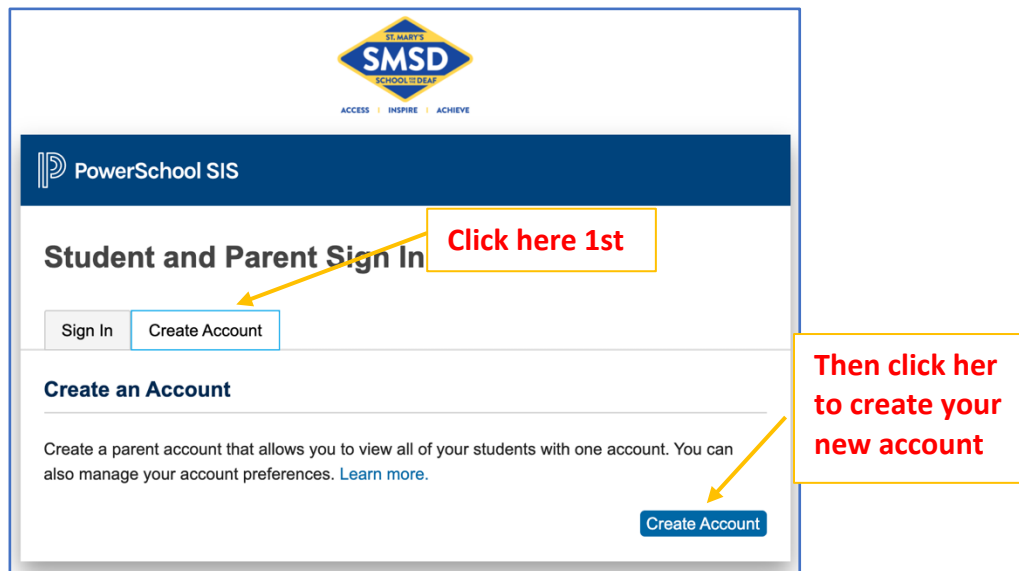 ST. MARY'S
SMSD
SCHOOL FOR THE DEAF
ACCESS | INSPIRE | ACHIEVE
PowerSchool SIS
Student and Parent Sign In
Click here 1st
Sign In
Create Account
Then click her
to create your
new account
Create an Account
Create a parent account that allows you to view all of your students with one account. You can
also manage your account preferences. Learn more.
Create Account